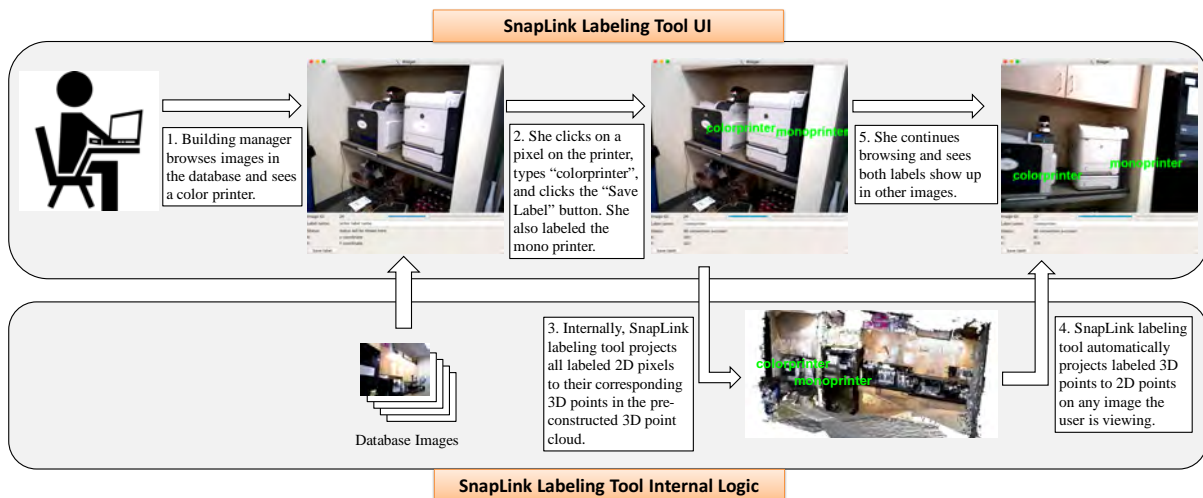 SnapLink Labeling Tool UI
1. Building manager
browses images in
the database and sees
a color printer.
2. She clicks on a
pixel on the printer,
types “colorprinter”,
and clicks the “Save
Label” button. She
also labeled the
mono printer.
colorprinter
monoprinter
5. She continues
browsing and sees
both labels show up
in other images.
monoprinter
colorprinter
Database Images
3. Internally, SnapLink
labeling tool projects
all labeled 2D pixels
to their corresponding
3D points in the pre-
constructed 3D point
cloud.
colorprinter
monoprinter
4. SnapLink labeling
tool automatically
projects labeled 3D
points to 2D points
on any image the
user is viewing.
SnapLink Labeling Tool Internal Logic